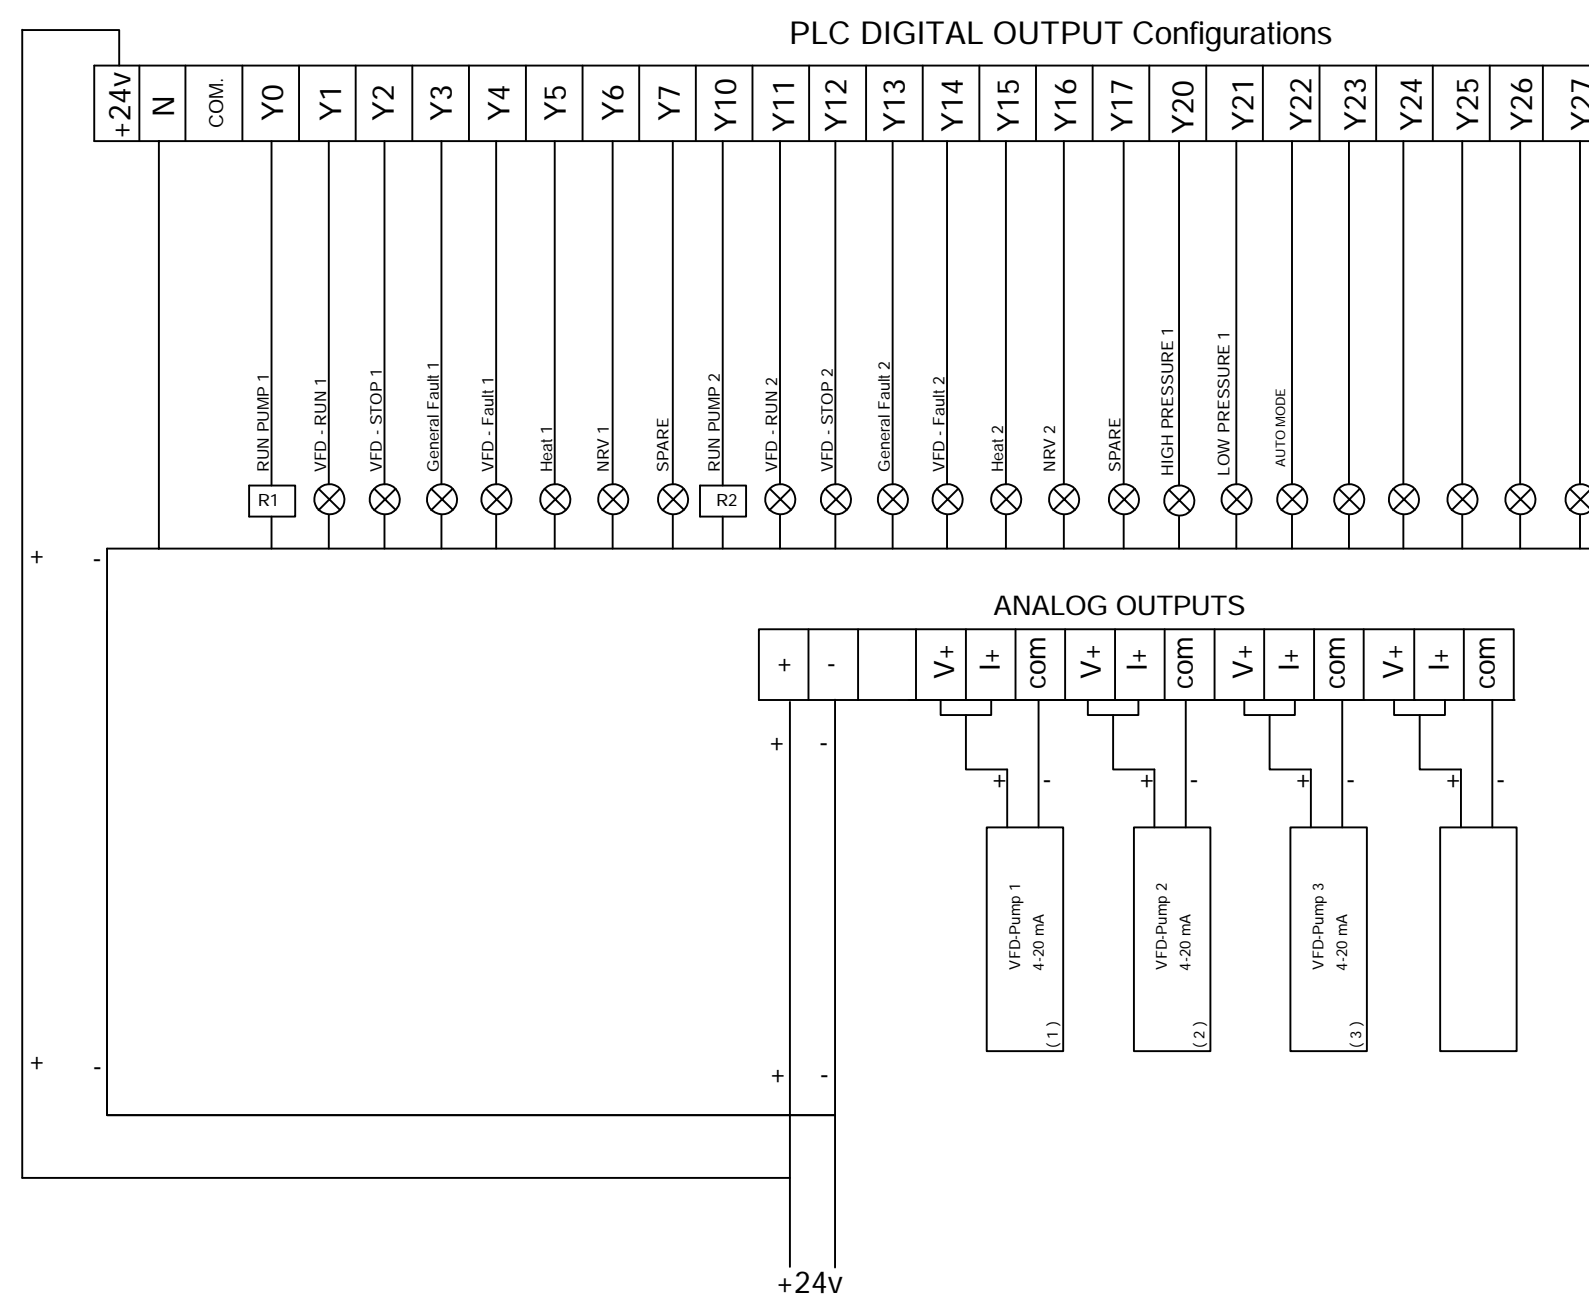 PLC DIGITAL OUTPUT Configurations
+24v
N
COM.
Y0
Y1
Y2
Y3
Y4
Y5
Y6
Y7
Y10
Y11
Y12
Y13
Y14
Y15
Y16
Y17
Y20
Y21
Y22
Y23
Y24
Y25
Y26
Y27
RUN PUMP 1
VFD - RUN 1
VFD - STOP 1
General Fault 1
VFD - Fault 1
Heat 1
NRV 1
SPARE
RUN PUMP 2
VFD - RUN 2
VFD - STOP 2
General Fault 2
VFD - Fault 2
Heat 2
NRV 2
SPARE
HIGH PRESSURE 1
LOW PRESSURE 1
AUTO MODE
R1
R2
+ -
ANALOG OUTPUTS
+
-
V+
I+
com
V+
I+
com
V+
I+
com
V+
I+
com
+ -
+ -
+ -
+ -
+ -
VFD-Pump 1
4-20 mA
( 1 )
VFD-Pump 2
4-20 mA
( 2 )
VFD-Pump 3
4-20 mA
( 3 )
+ -
+ -
+24v